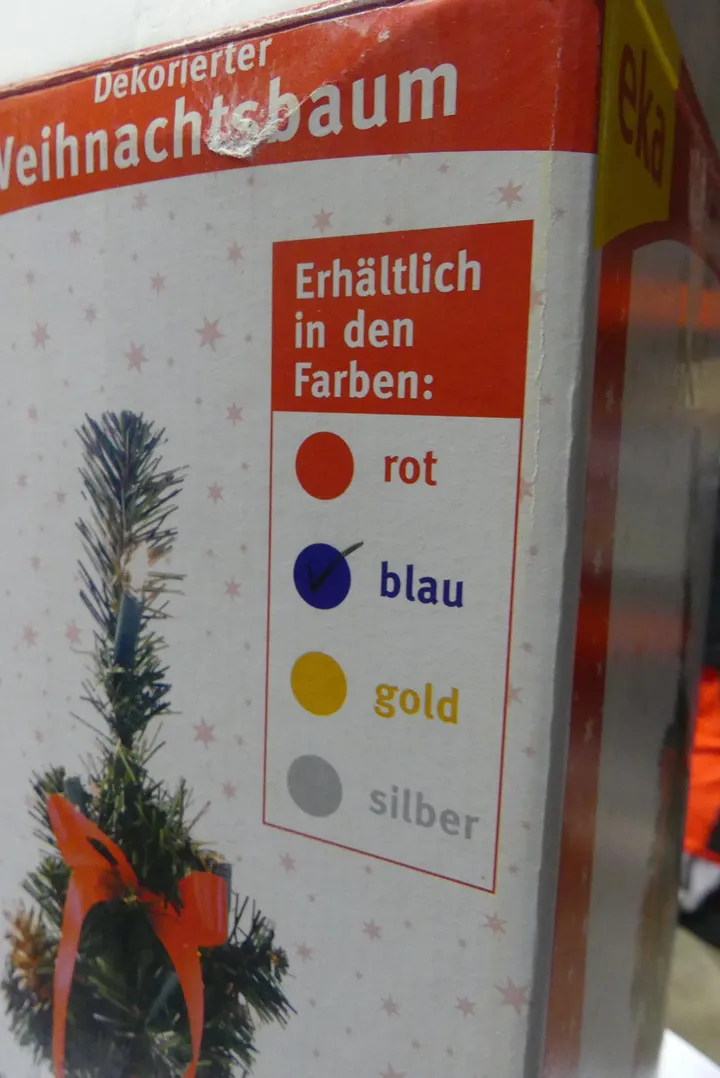 Dekorierter
Weihnachtsbaum
eka
Erhältlich
in den
Farben:
rot
blau
gold
silber